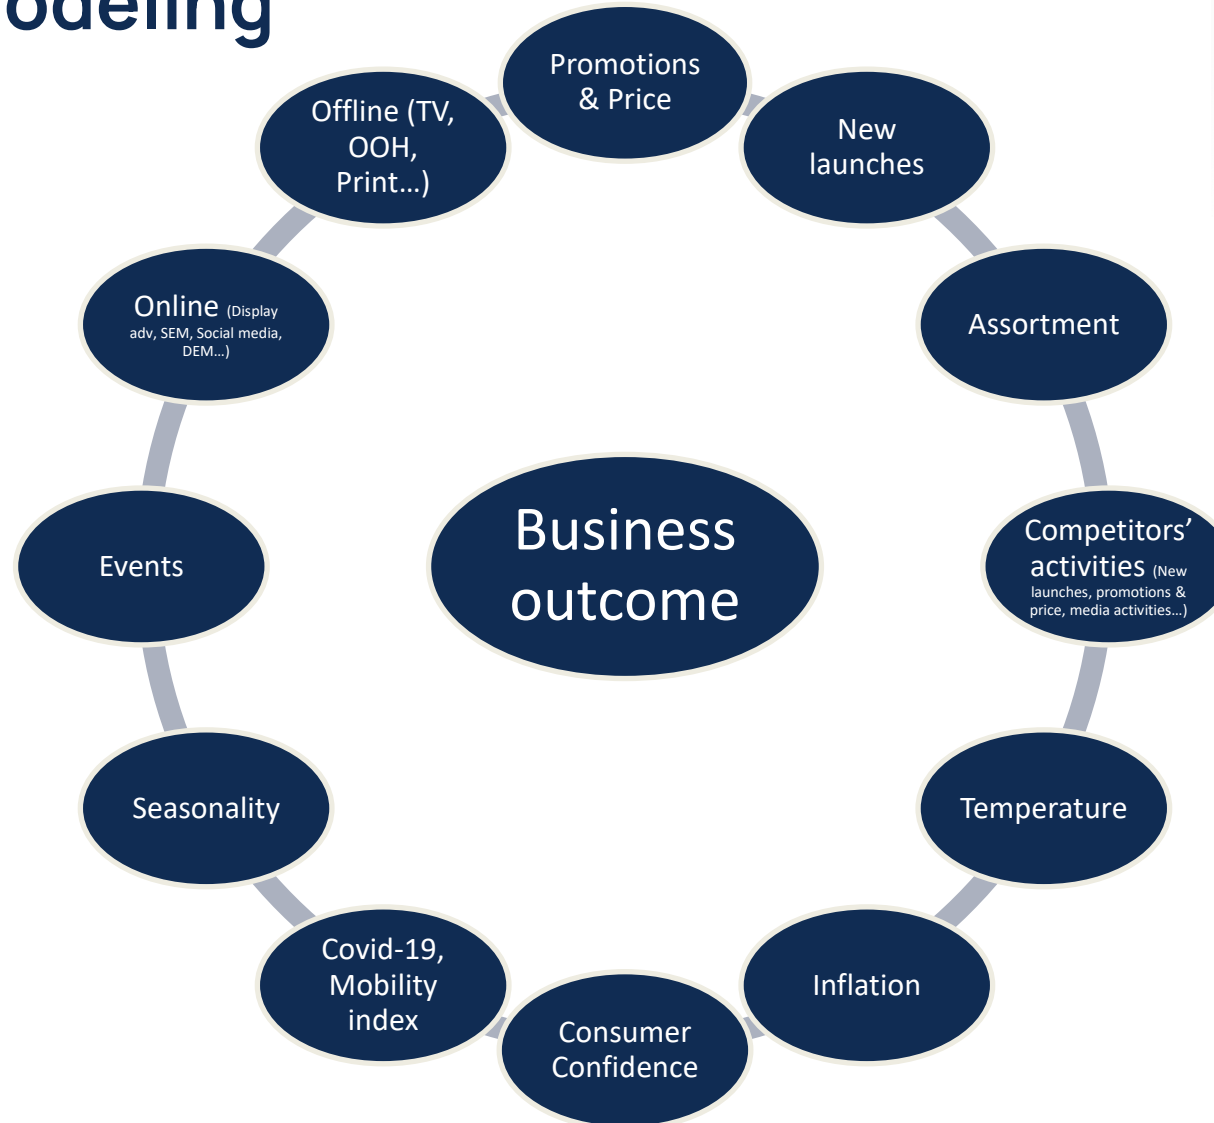 odeling
Promotions
& Price
New
launches
Assortment
Competitors’
activities (New
launches, promotions &
price, media activities...)
Temperature
Inflation
Consumer
Confidence
Covid-19,
Mobility
index
Seasonality
Events
Online (Display
adv, SEM, Social media,
DEM...)
Offline (TV,
OOH,
Print...)
Business
outcome